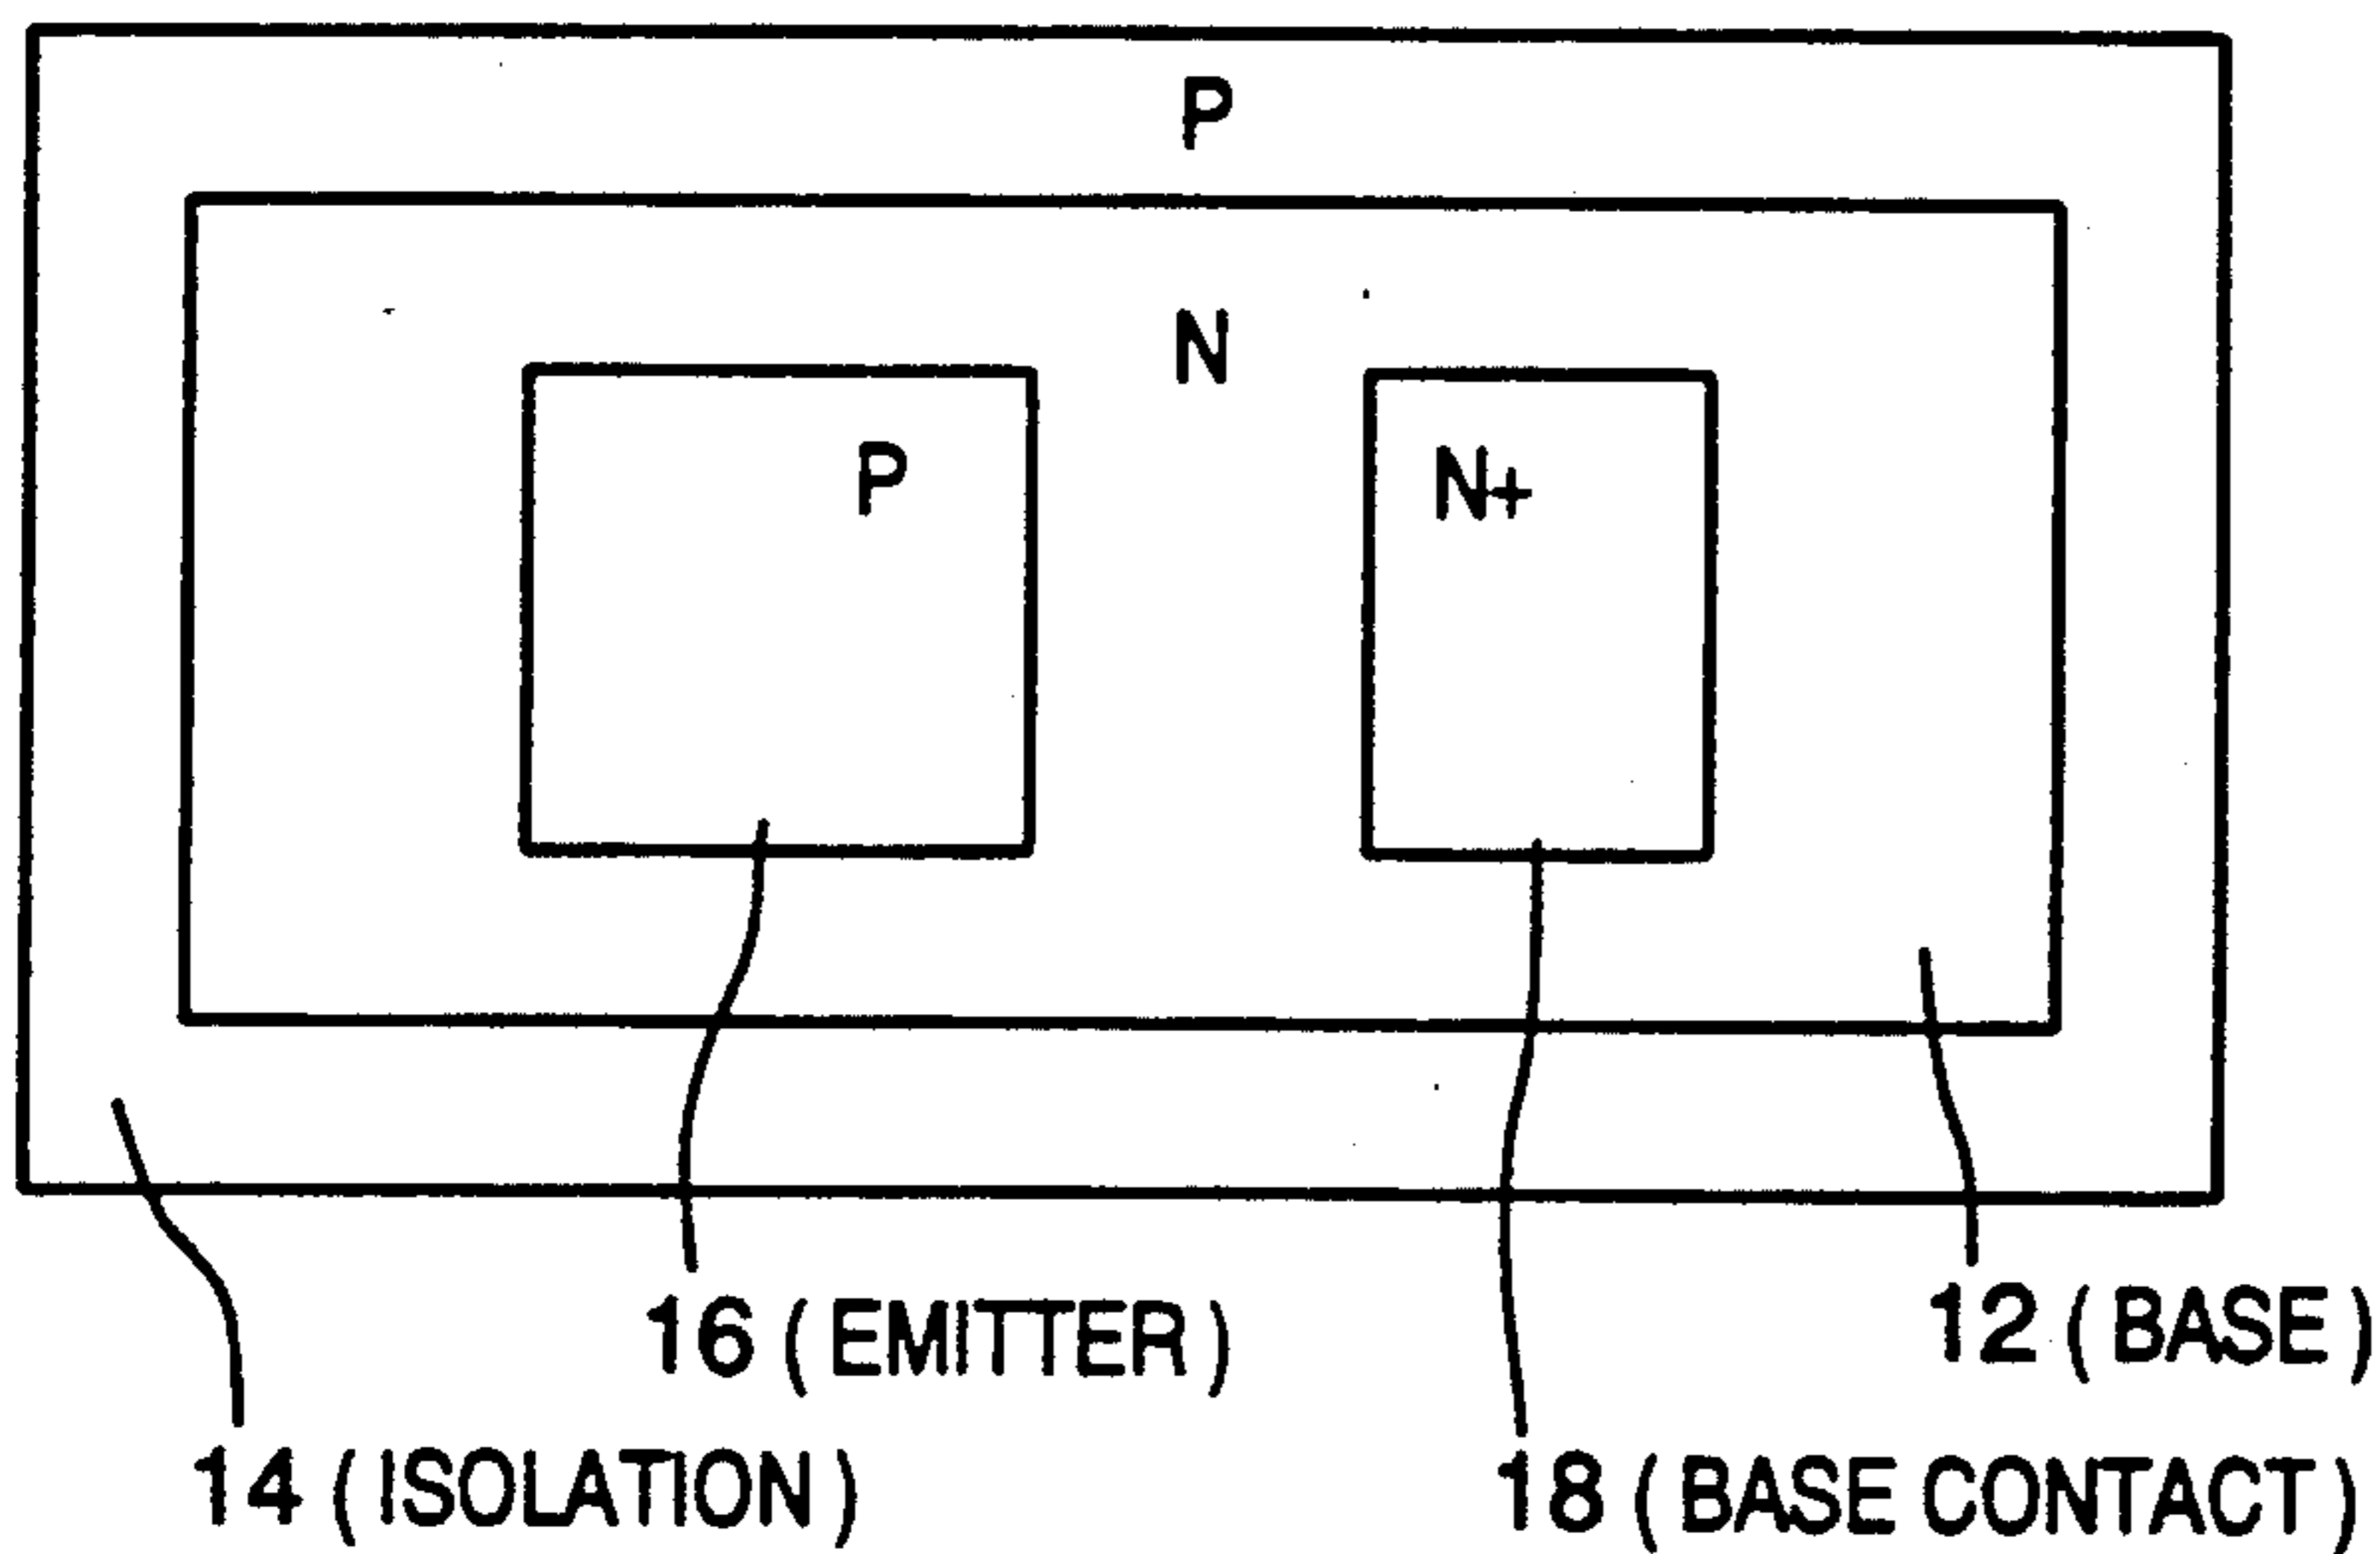 P
N
P
N+
16 (EMITTER)
12 (BASE)
14 (ISOLATION)
18 (BASE CONTACT)